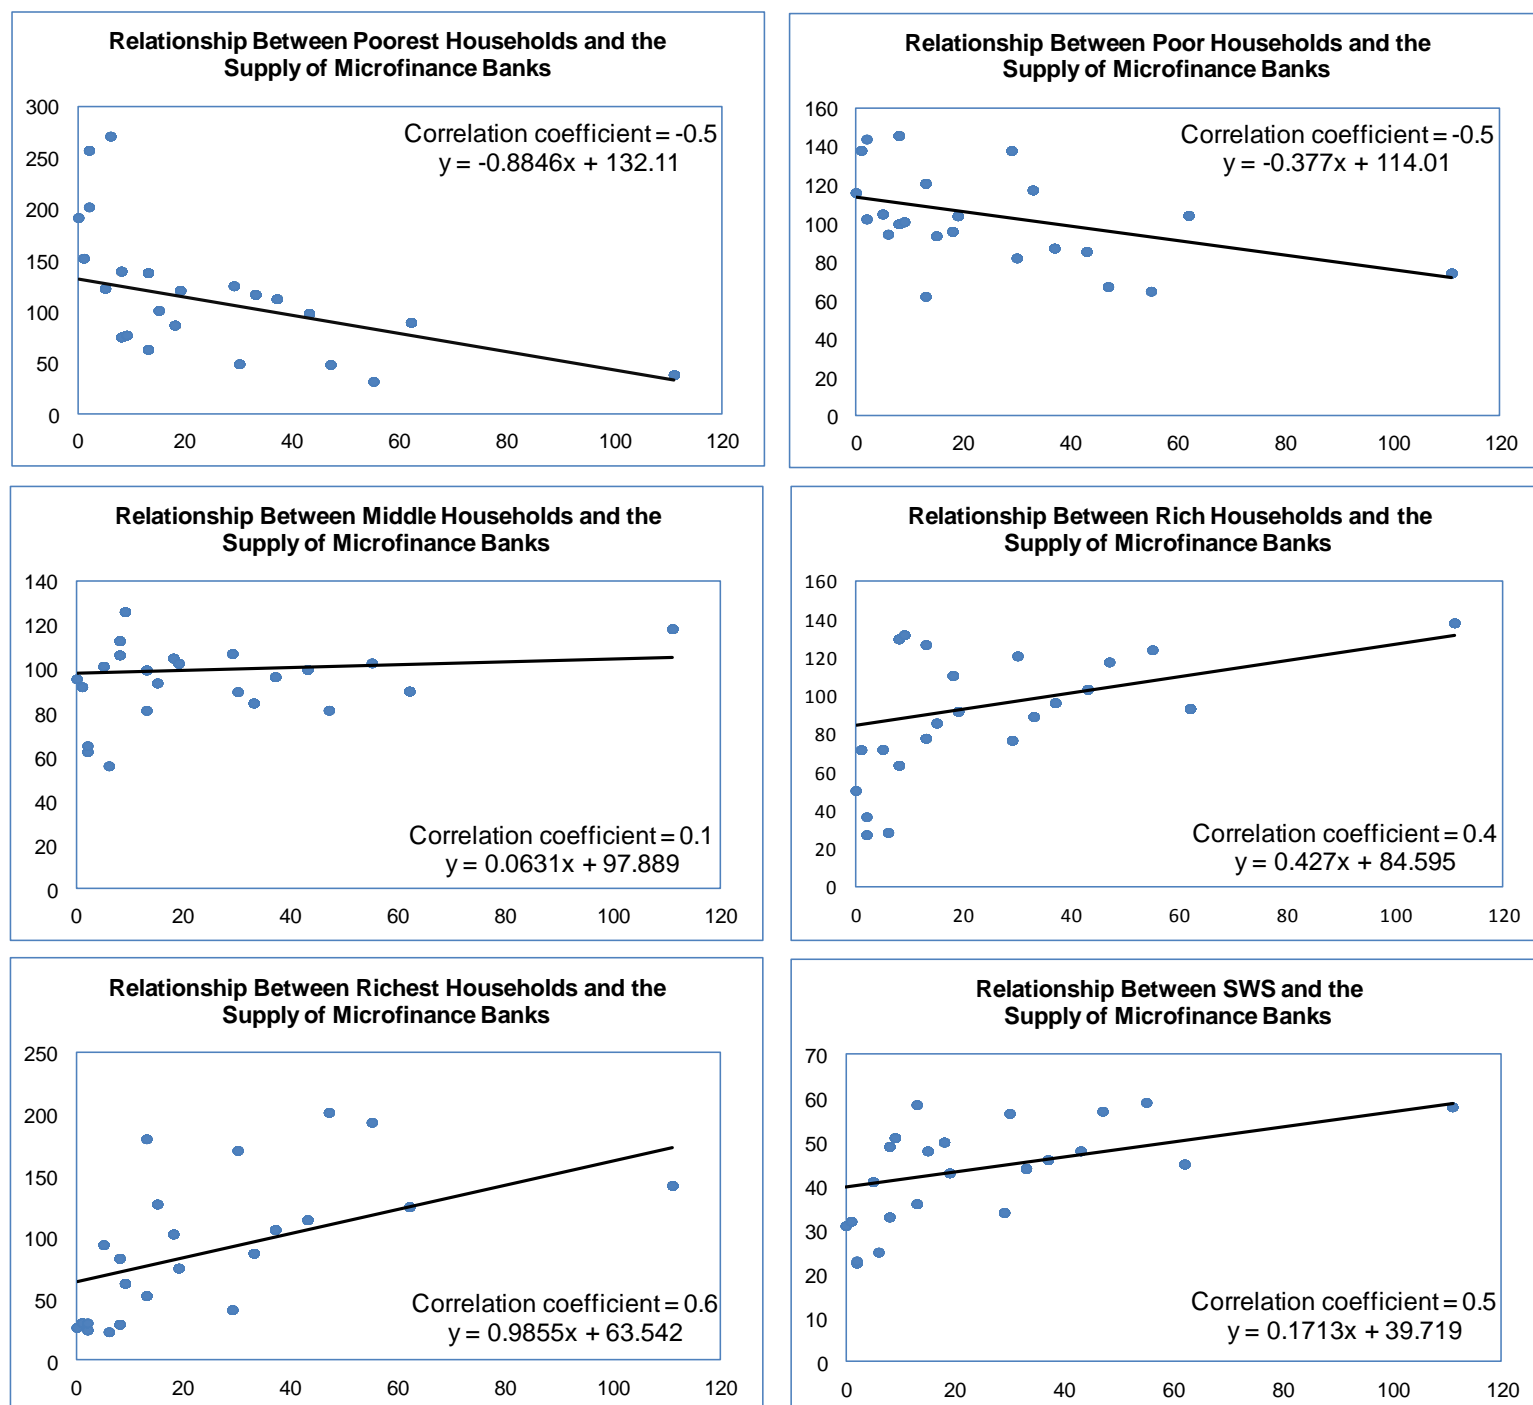 Relationship Between Poorest Households and the
Supply of Microfinance Banks
300
250
200
150
100
50
0
0 20 40 60 80 100 120
Correlation coefficient = -0.5
y = -0.8846x + 132.11
Relationship Between Poor Households and the
Supply of Microfinance Banks
160
140
120
100
80
60
40
20
0
0 20 40 60 80 100 120
Correlation coefficient = -0.5
y = -0.377x + 114.01
Relationship Between Middle Households and the
Supply of Microfinance Banks
140
120
100
80
60
40
20
0
0 20 40 60 80 100 120
Correlation coefficient = 0.1
y = 0.0631x + 97.889
Relationship Between Rich Households and the
Supply of Microfinance Banks
160
140
120
100
80
60
40
20
0
0 20 40 60 80 100 120
Correlation coefficient = 0.4
y = 0.427x + 84.595
Relationship Between Richest Households and the
Supply of Microfinance Banks
250
200
150
100
50
0
0 20 40 60 80 100 120
Correlation coefficient = 0.6
y = 0.9855x + 63.542
Relationship Between SWS and the
Supply of Microfinance Banks
70
60
50
40
30
20
10
0
0 20 40 60 80 100 120
Correlation coefficient = 0.5
y = 0.1713x + 39.719